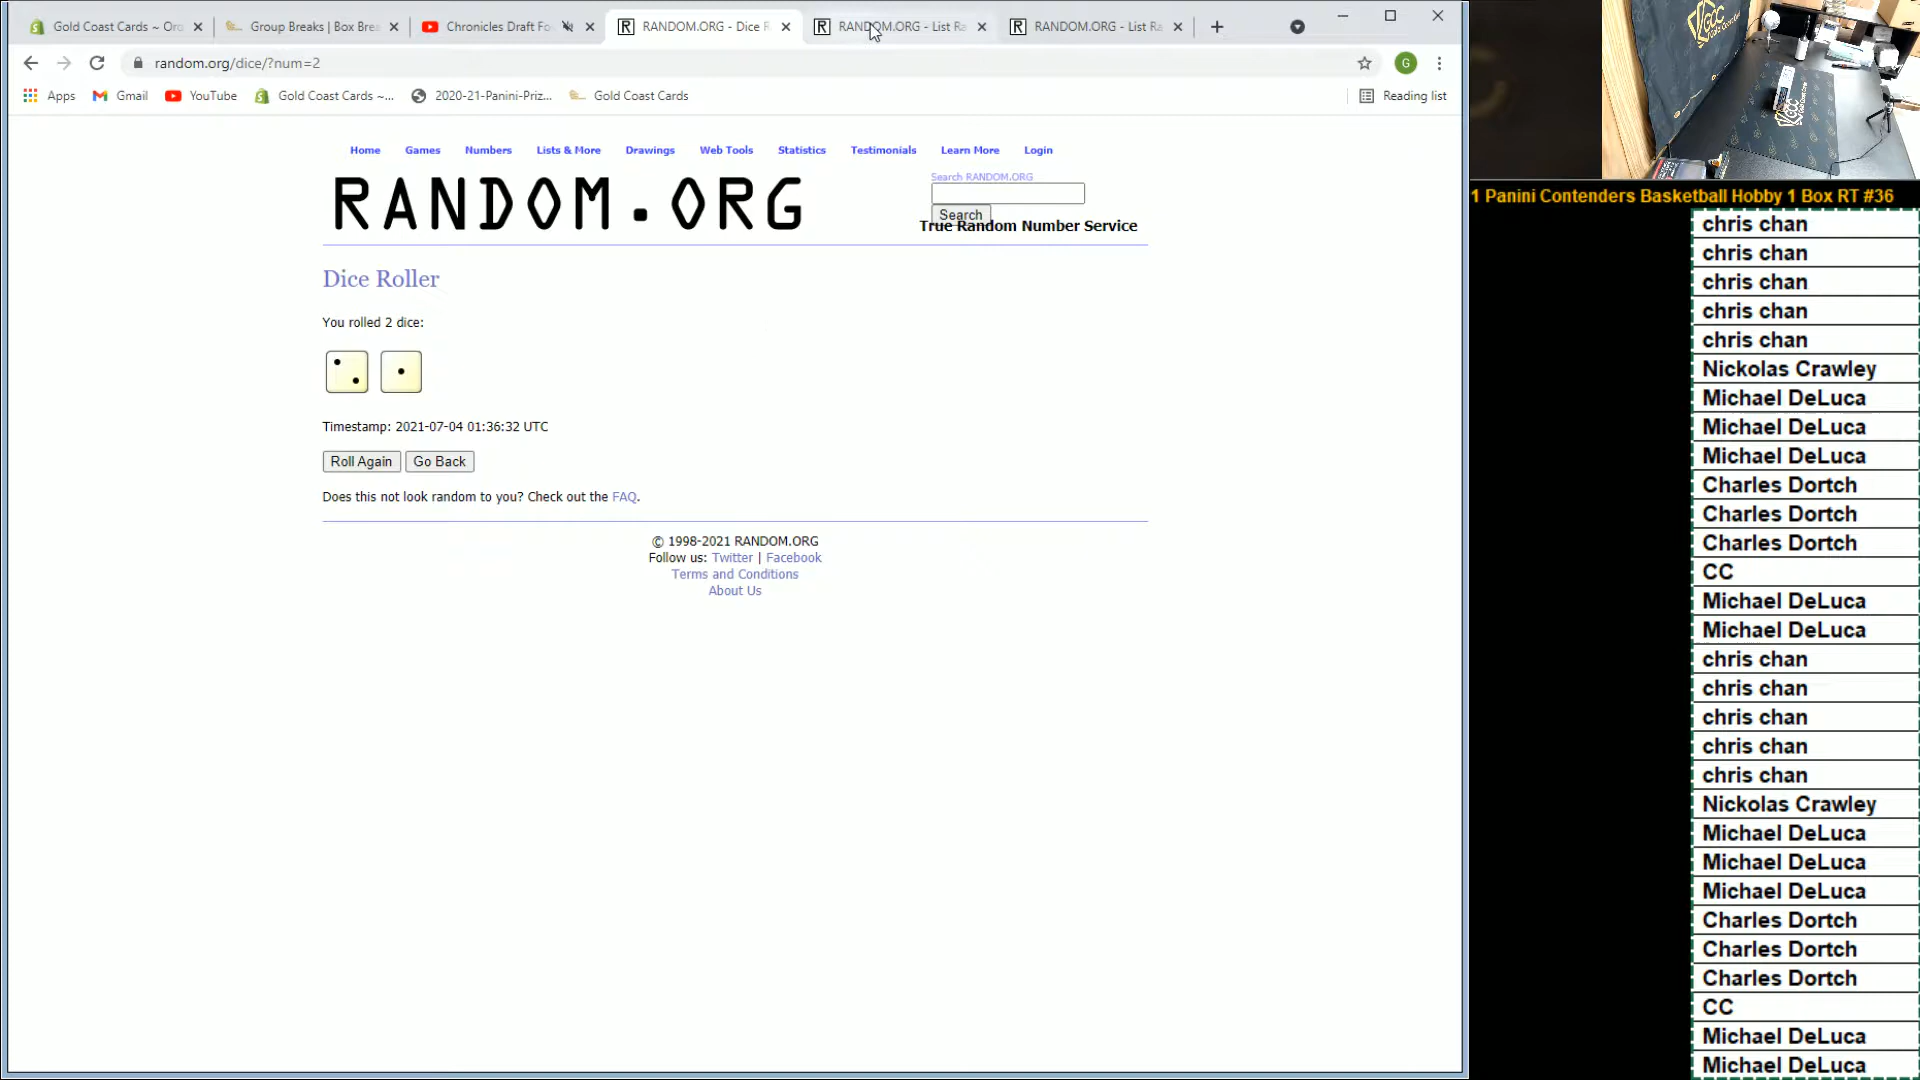 Gold Coast Cards ~ Orc
Group Breaks | Box Brea
Chronicles Draft Fo
RANDOM.ORG - Dice R
RANDOM.ORG - List Ra
RANDOM.ORG - List Ra
random.org/dice/?num=2
G
Apps
Gmail
YouTube
Gold Coast Cards ~...
2020-21-Panini-Priz...
Gold Coast Cards
Reading list
Home
Games
Numbers
Lists & More
Drawings
Web Tools
Statistics
Testimonials
Learn More
Login
RANDOM.ORG
Search RANDOM.ORG
Search
True Random Number Service
Dice Roller
You rolled 2 dice:
Timestamp: 2021-07-04 01:36:32 UTC
Roll Again
Go Back
Does this not look random to you? Check out the FAQ.
© 1998-2021 RANDOM.ORG
Follow us: Twitter | Facebook
Terms and Conditions
About Us
1 Panini Contenders Basketball Hobby 1 Box RT #36
chris chan
chris chan
chris chan
chris chan
chris chan
Nickolas Crawley
Michael DeLuca
Michael DeLuca
Michael DeLuca
Charles Dortch
Charles Dortch
Charles Dortch
CC
Michael DeLuca
Michael DeLuca
chris chan
chris chan
chris chan
chris chan
chris chan
Nickolas Crawley
Michael DeLuca
Michael DeLuca
Michael DeLuca
Charles Dortch
Charles Dortch
Charles Dortch
CC
Michael DeLuca
Michael DeLuca